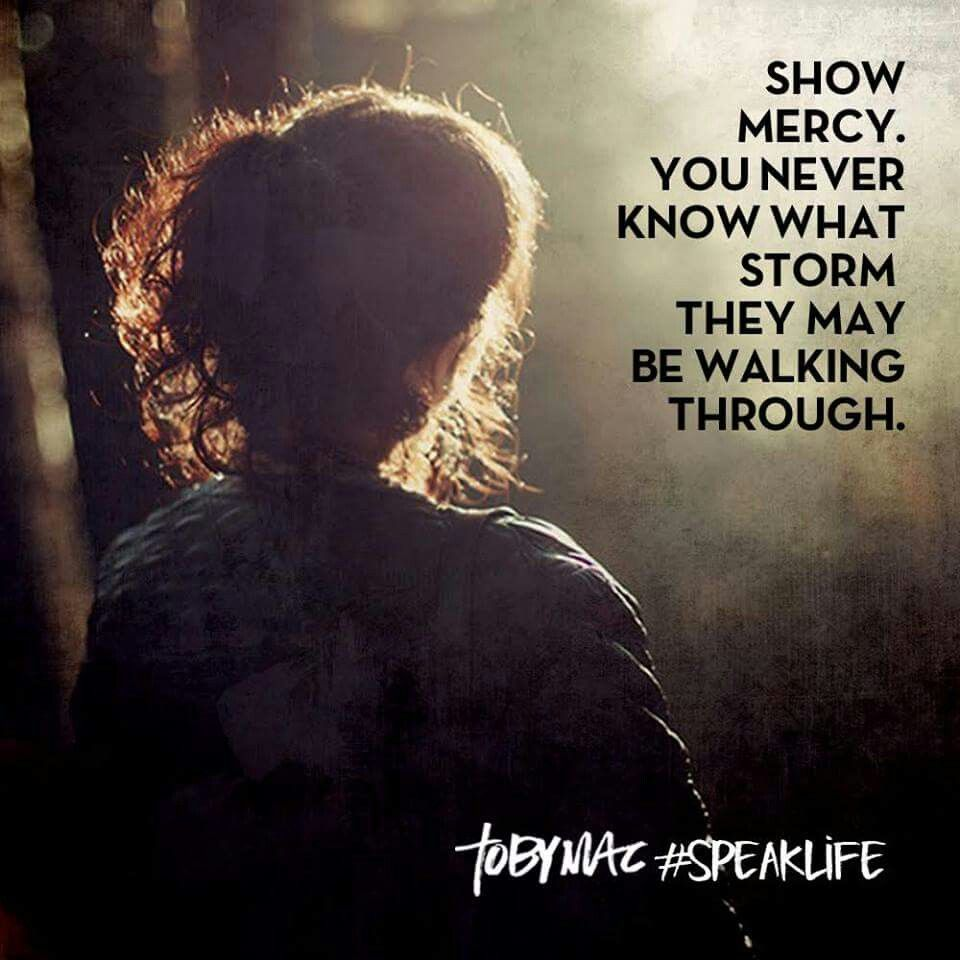 SHOW
MERCY.
YOU NEVER
KNOW WHAT
STORM
THEY MAY
BE WALKING
THROUGH.
TOBYMAC #SPEAKLIFE